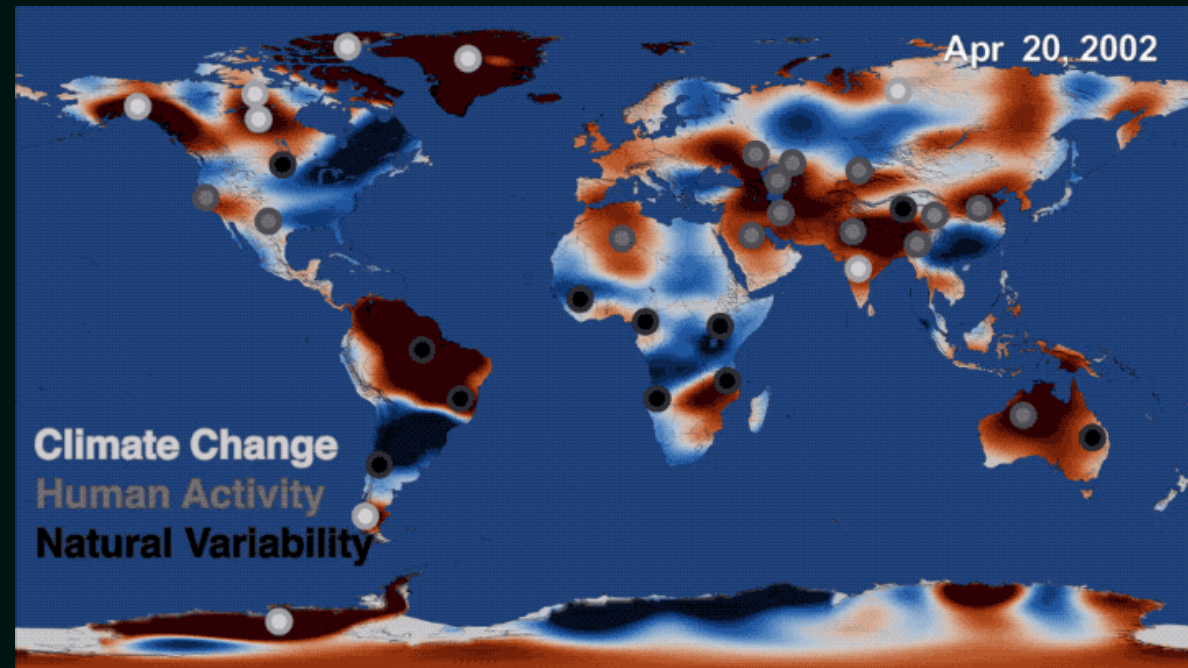 Apr 20, 2002
Climate Change
Human Activity
Natural Variability